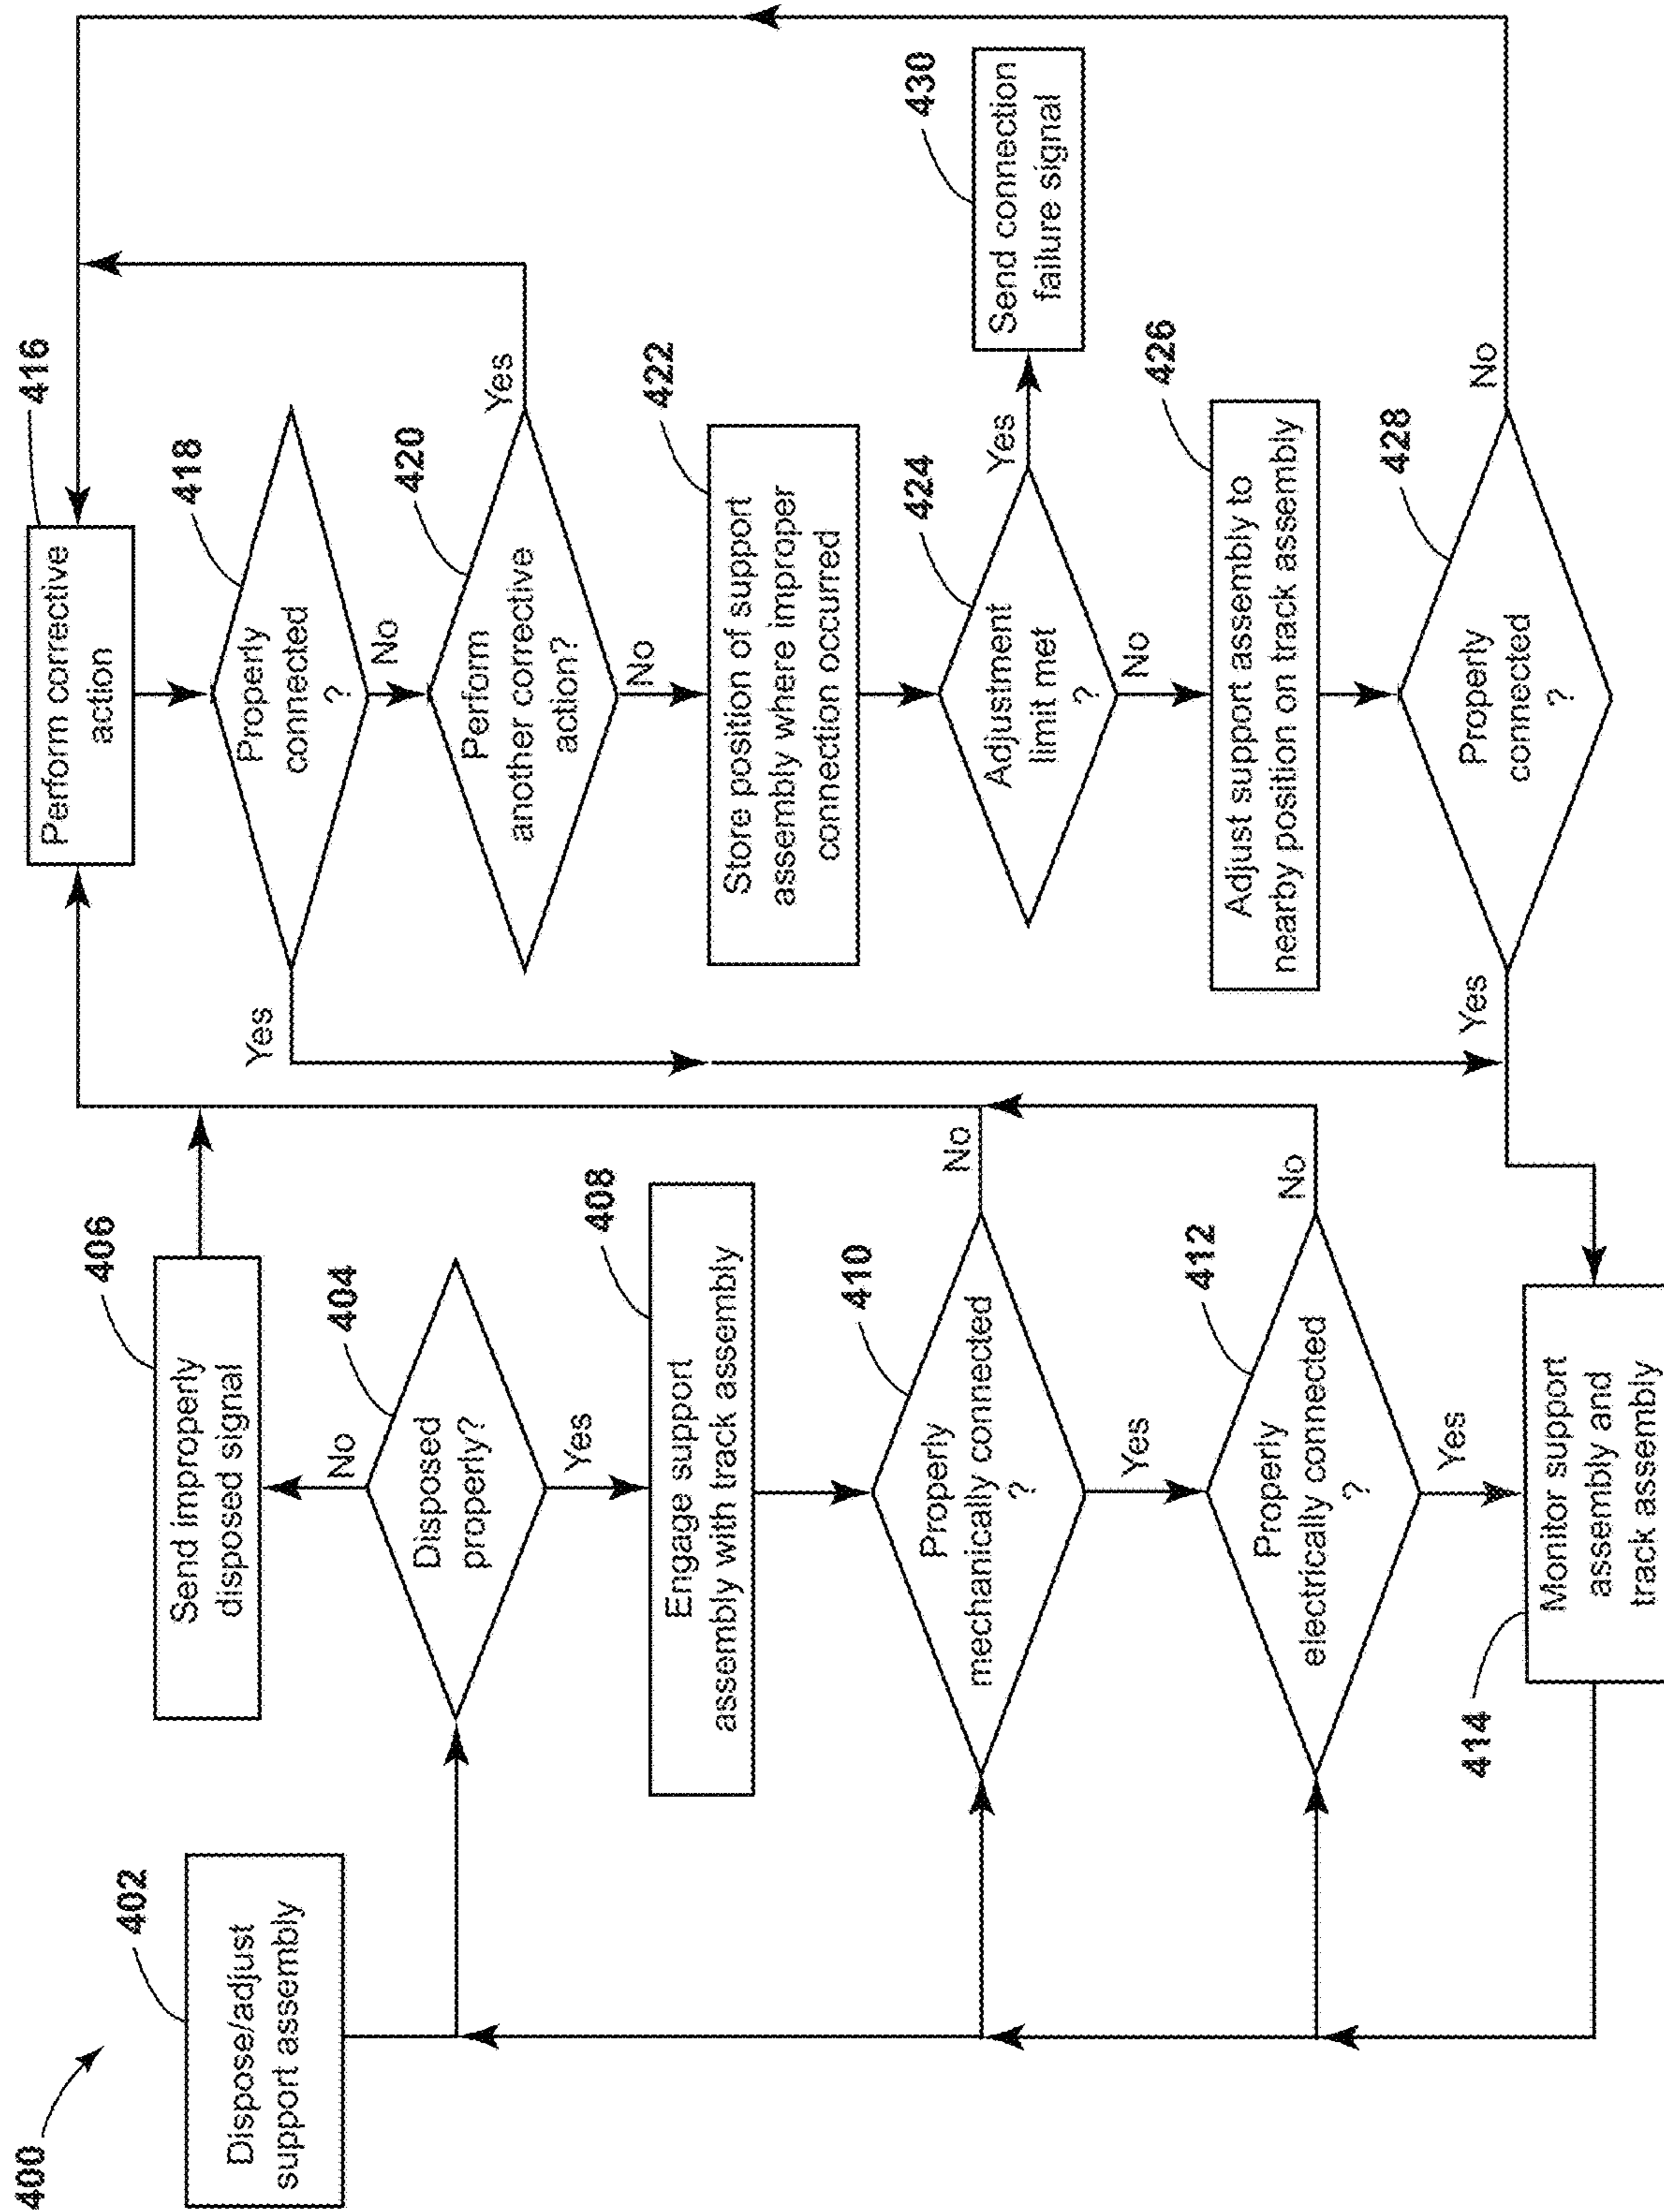 400
402
Dispose/adjust
support assembly
406
Send improperly
disposed signal
404
Disposed
properly?
No
Yes
408
Engage support
assembly with track assembly
410
Properly
mechanically connected
?
No
Yes
412
Properly
electrically connected
?
No
Yes
414
Monitor support
assembly and
track assembly
416
Perform corrective
action
418
Properly
connected
?
Yes
No
420
Perform
another corrective
action?
Yes
No
422
Store position of support
assembly where improper
connection occurred
424
Adjustment
limit met
?
Yes
No
430
Send connection
failure signal
426
Adjust support assembly to
nearby position on track assembly
428
Properly
connected
?
Yes
No